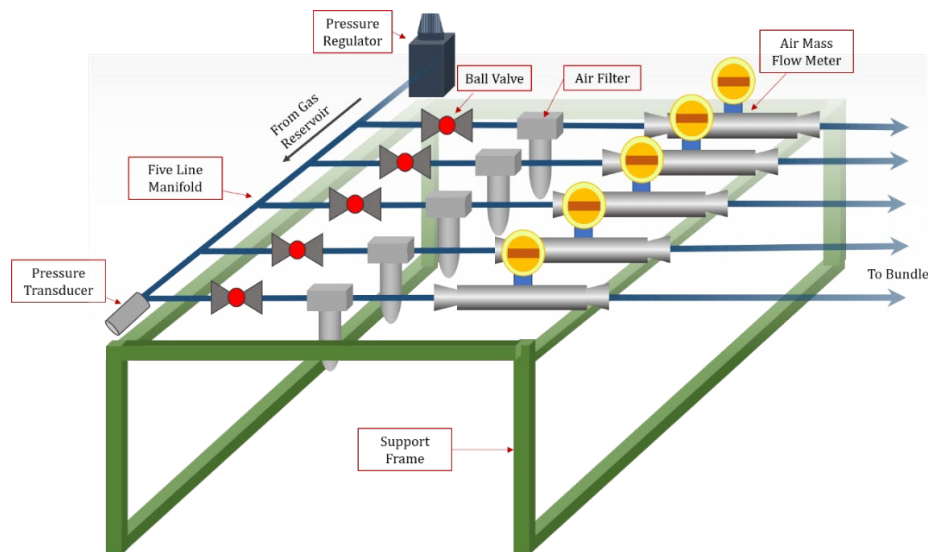 Pressure
Regulator
Ball Valve
Air Filter
Air Mass
Flow Meter
From Gas
Reservoir
Five Line
Manifold
Pressure
Transducer
To Bundle
Support
Frame